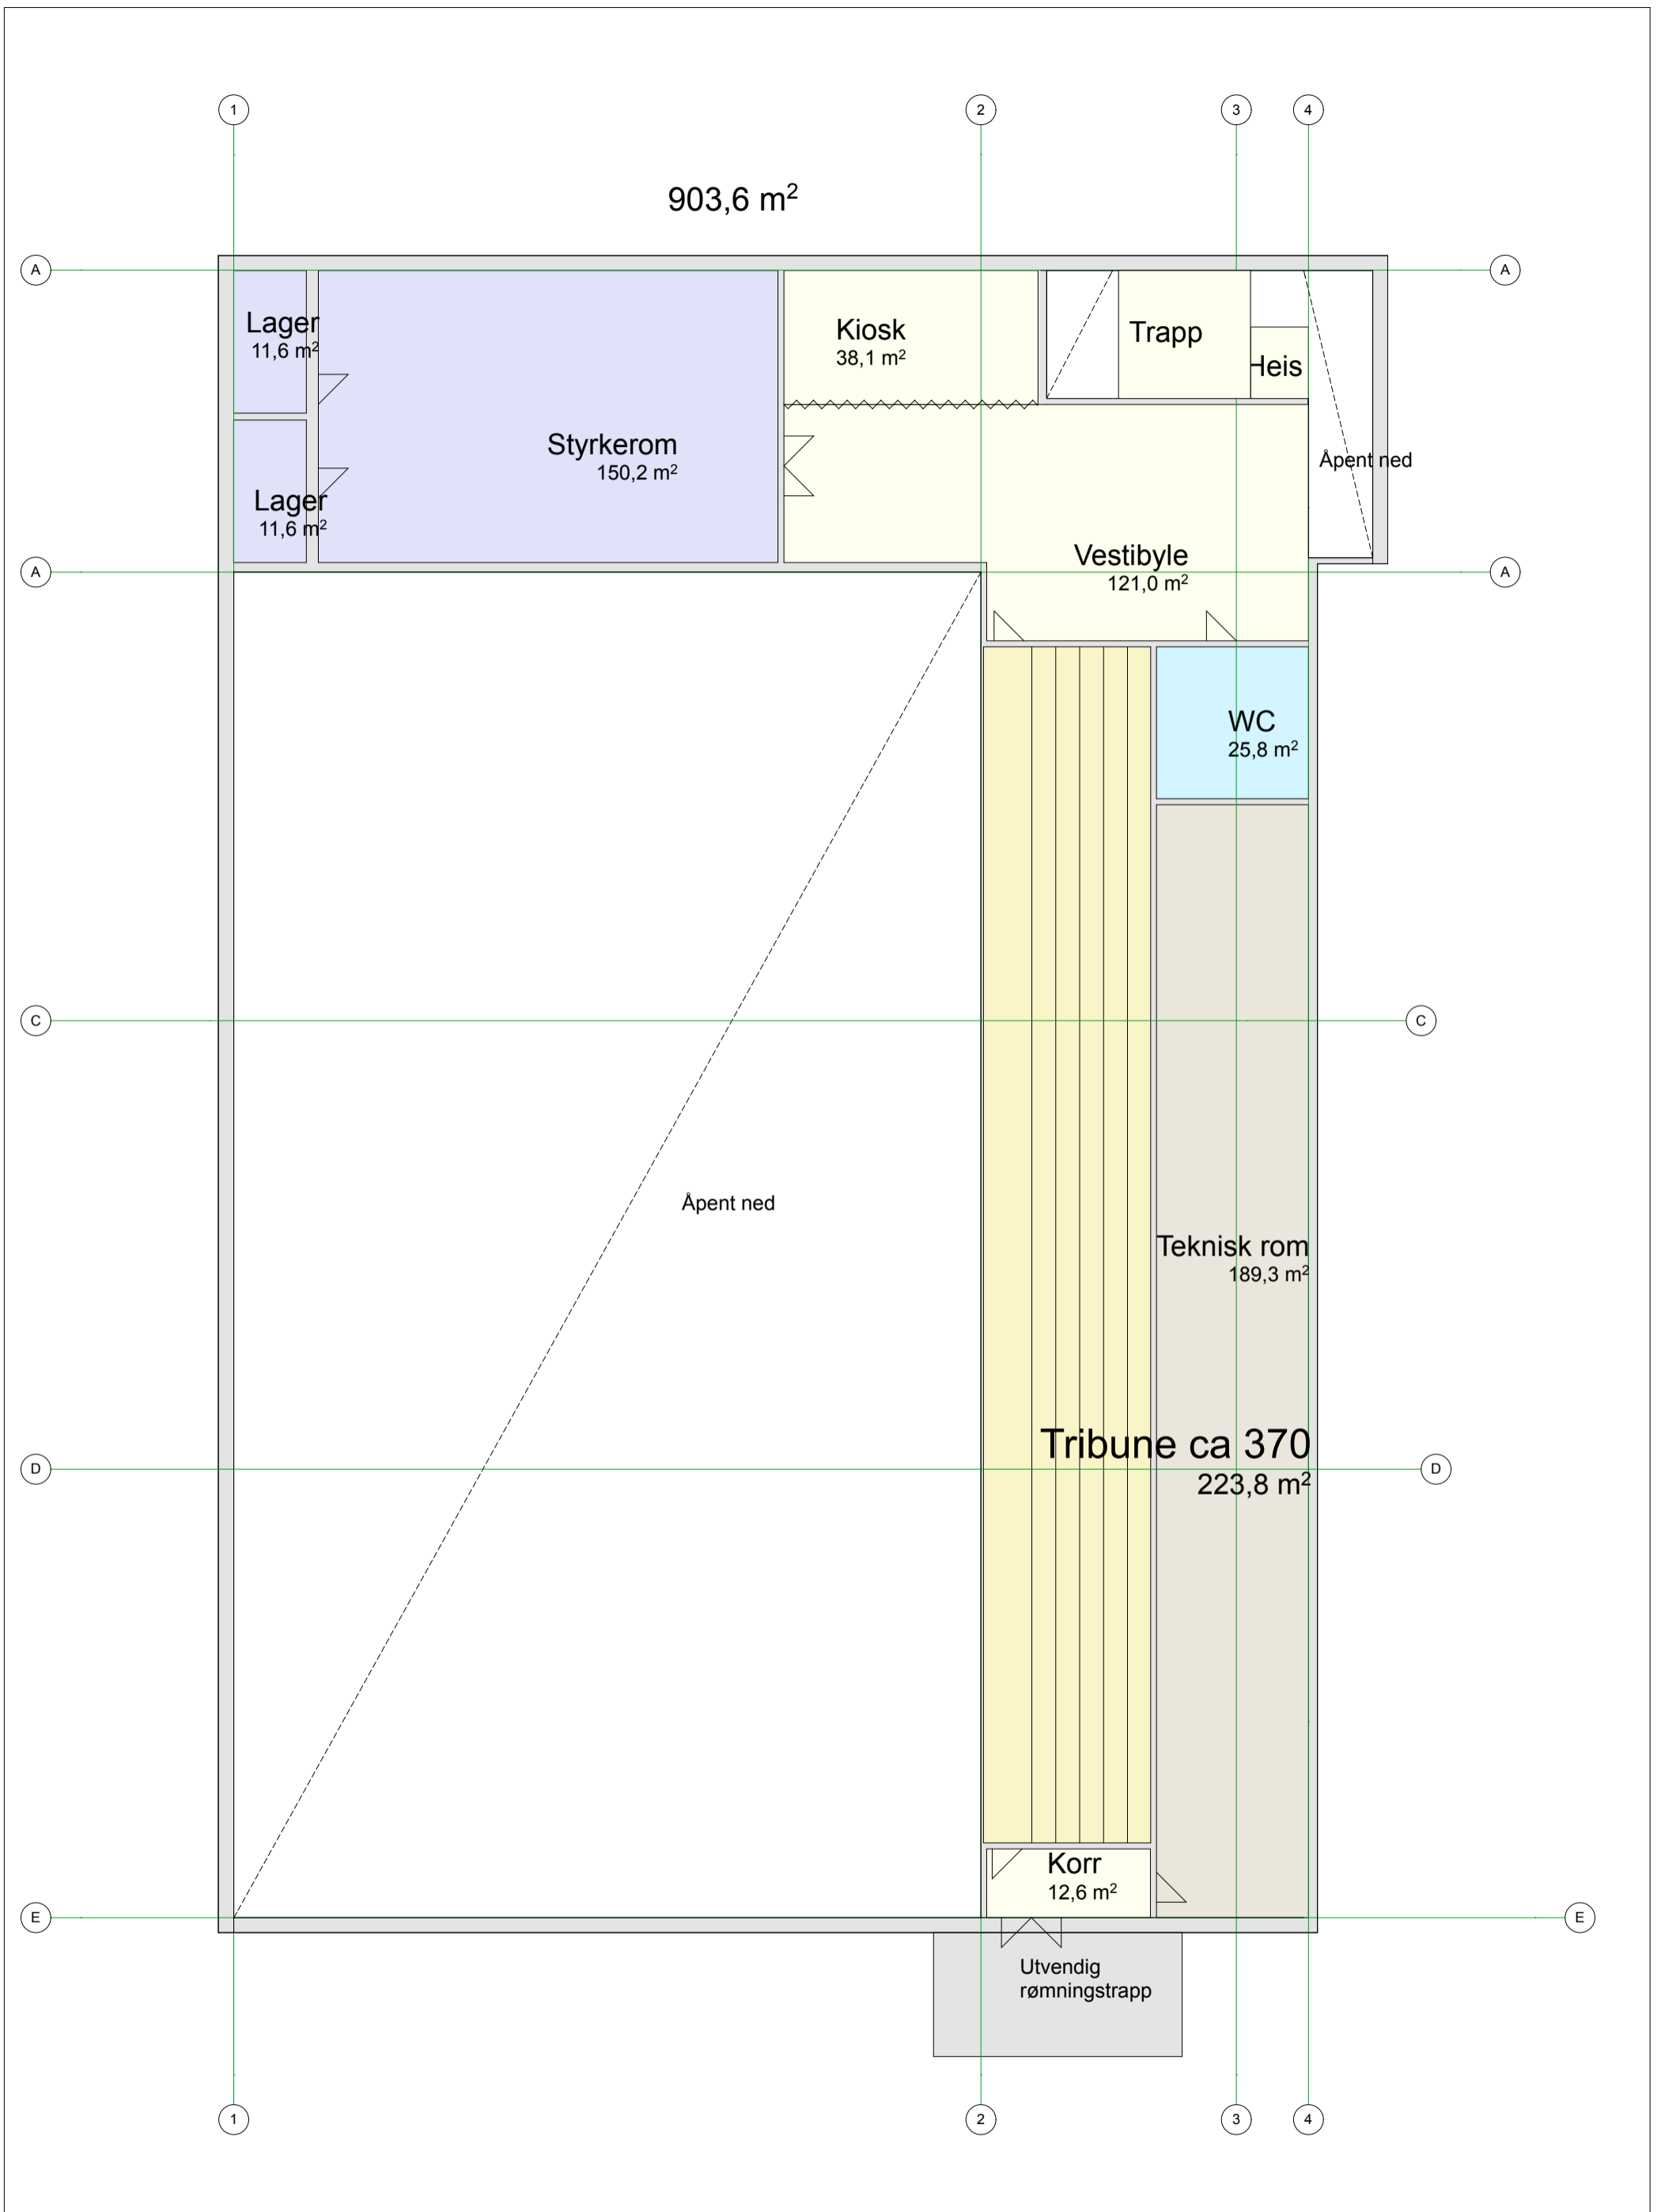 1
2
3
4
903,6 m²
A
A
Lager
11,6 m²
Kiosk
38,1 m²
Trapp
Heis
Styrkerom
150,2 m²
Åpent ned
Lager
11,6 m²
Vestibyle
121,0 m²
A
A
WC
25,8 m²
C
C
Åpent ned
Teknisk rom
189,3 m²
Tribune ca 370
223,8 m²
D
D
Korr
12,6 m²
E
E
Utvendig
rømningstrapp
1
2
3
4